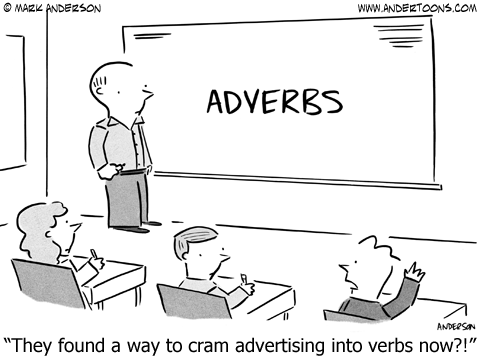 © MARK ANDERSON
WWW.ANDERTOONS.COM
ADVERBS
ANDERSON
“They found a way to cram advertising into verbs now?!”